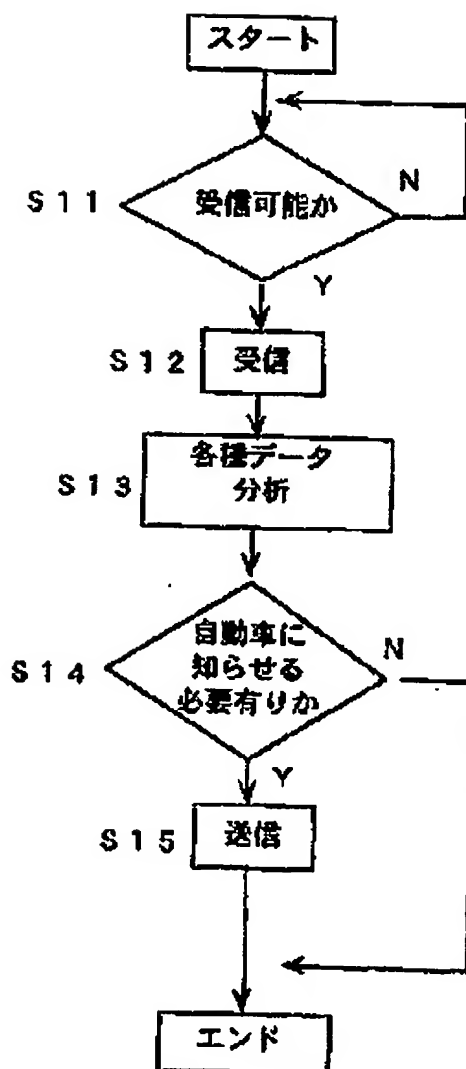 スタート
S11
受信可能か
N
Y
S12
受信
S13
各種データ
分析
S14
自動車に
知らせる
必要有りか
N
Y
S15
送信
エンド